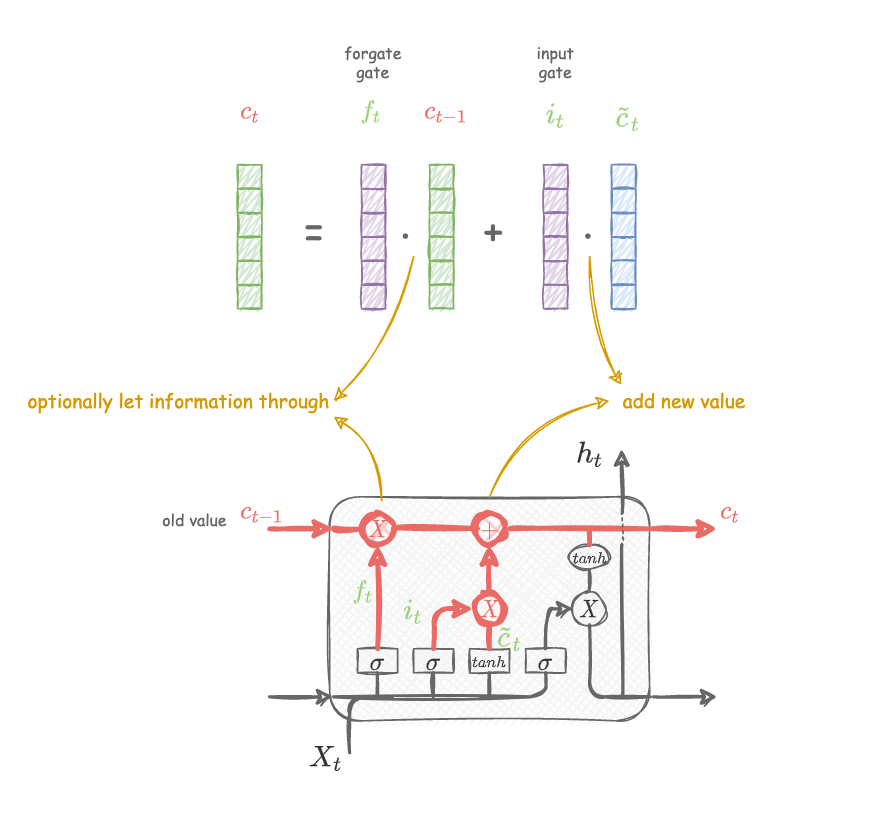 forgate
gate
input
gate
c_t
f_t
c_{t-1}
i_t
c̃_t
=
·
+
·
optionally let information through
add new value
h_t
old value
c_{t-1}
c_t
X
+
tanh
f_t
i_t
X
X
c̃_t
σ
σ
tanh
σ
X_t